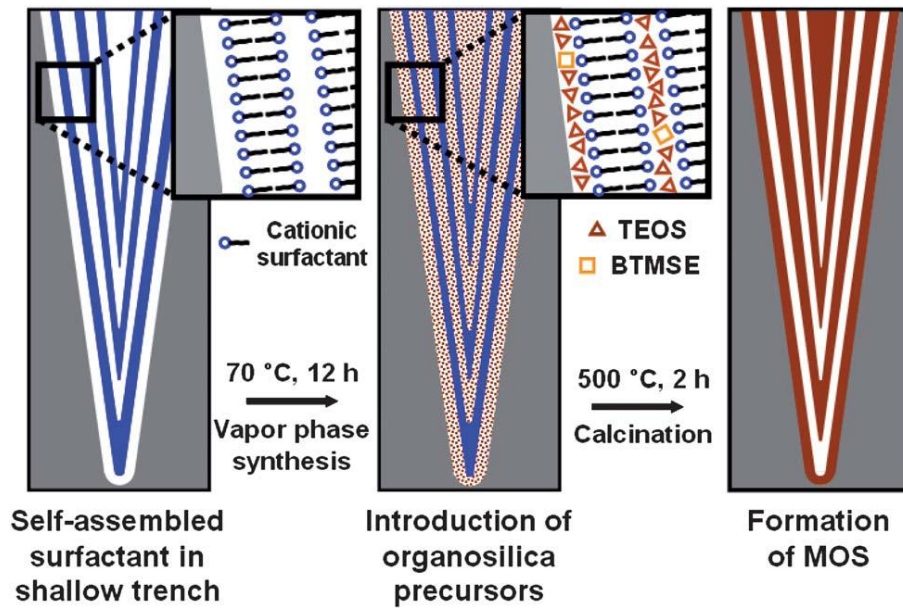 Cationic
surfactant
TEOS
BTMSE
70 °C, 12 h
Vapor phase
synthesis
500 °C, 2 h
Calcination
Self-assembled
surfactant in
shallow trench
Introduction of
organosilica
precursors
Formation
of MOS